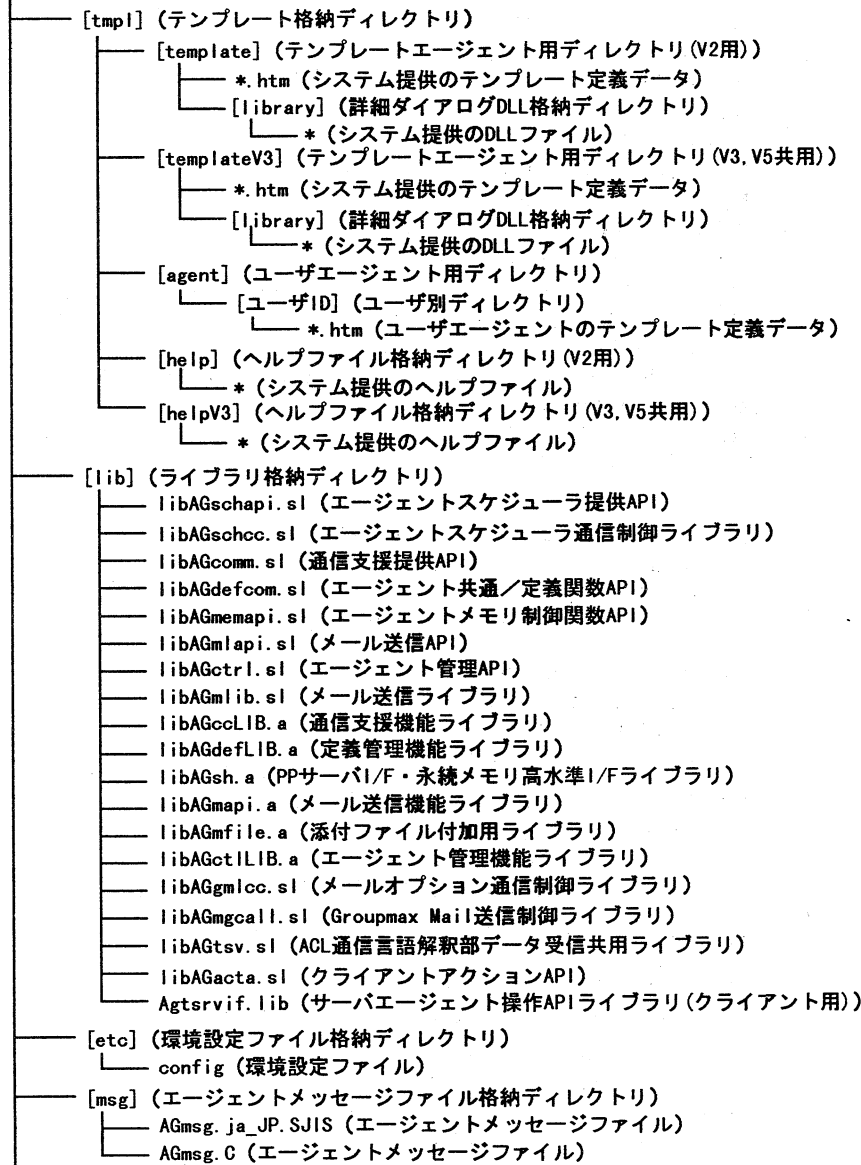 [tmpl] (テンプレート格納ディレクトリ)
[template] (テンプレートエージェント用ディレクトリ(V2用))
*.htm (システム提供のテンプレート定義データ)
[library] (詳細ダイアログDLL格納ディレクトリ)
* (システム提供のDLLファイル)
[templateV3] (テンプレートエージェント用ディレクトリ(V3,V5共用))
*.htm (システム提供のテンプレート定義データ)
[library] (詳細ダイアログDLL格納ディレクトリ)
* (システム提供のDLLファイル)
[agent] (ユーザエージェント用ディレクトリ)
[ユーザID] (ユーザ別ディレクトリ)
*.htm (ユーザエージェントのテンプレート定義データ)
[help] (ヘルプファイル格納ディレクトリ(V2用))
* (システム提供のヘルプファイル)
[helpV3] (ヘルプファイル格納ディレクトリ(V3,V5共用))
* (システム提供のヘルプファイル)
[lib] (ライブラリ格納ディレクトリ)
libAGschapi.sl (エージェントスケジューラ提供API)
libAGschcc.sl (エージェントスケジューラ通信制御ライブラリ)
libAGcomm.sl (通信支援提供API)
libAGdefcom.sl (エージェント共通／定義関数API)
libAGmemapi.sl (エージェントメモリ制御関数API)
libAGmlapi.sl (メール送信API)
libAGctrl.sl (エージェント管理API)
libAGmlib.sl (メール送信ライブラリ)
libAGccLIB.a (通信支援機能ライブラリ)
libAGdefLIB.a (定義管理機能ライブラリ)
libAGsh.a (PPサーバI/F・永続メモリ高水準I/Fライブラリ)
libAGmapi.a (メール送信機能ライブラリ)
libAGmfile.a (添付ファイル付加用ライブラリ)
libAGctlLIB.a (エージェント管理機能ライブラリ)
libAGgmlcc.sl (メールオプション通信制御ライブラリ)
libAGmgcall.sl (Groupmax Mail送信制御ライブラリ)
libAGtsv.sl (ACL通信言語解釈部データ受信共用ライブラリ)
libAGacta.sl (クライアントアクションAPI)
Agtsrvif.lib (サーバエージェント操作APIライブラリ(クライアント用))
[etc] (環境設定ファイル格納ディレクトリ)
config (環境設定ファイル)
[msg] (エージェントメッセージファイル格納ディレクトリ)
AGmsg.ja_JP.SJIS (エージェントメッセージファイル)
AGmsg.C (エージェントメッセージファイル)